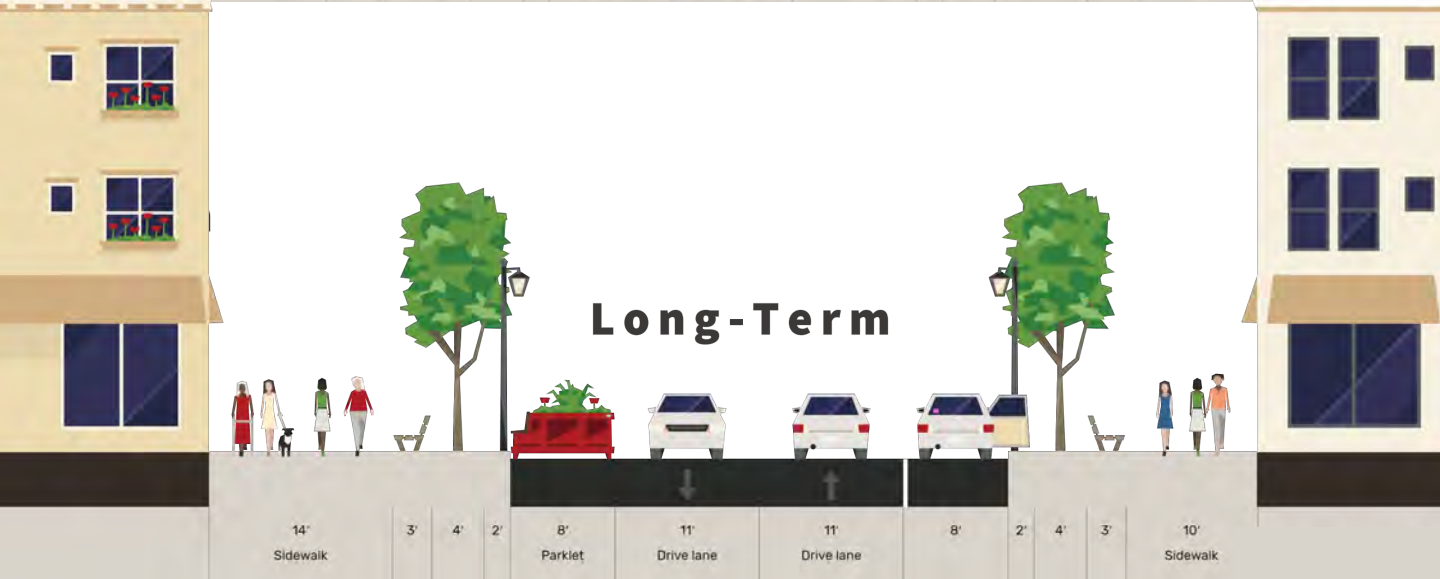 Long-Term
14' 3' 4' 2' 8' 11' 11' 8' 2' 4' 3' 10'
Sidewalk Parklet Drive lane Drive lane Sidewalk